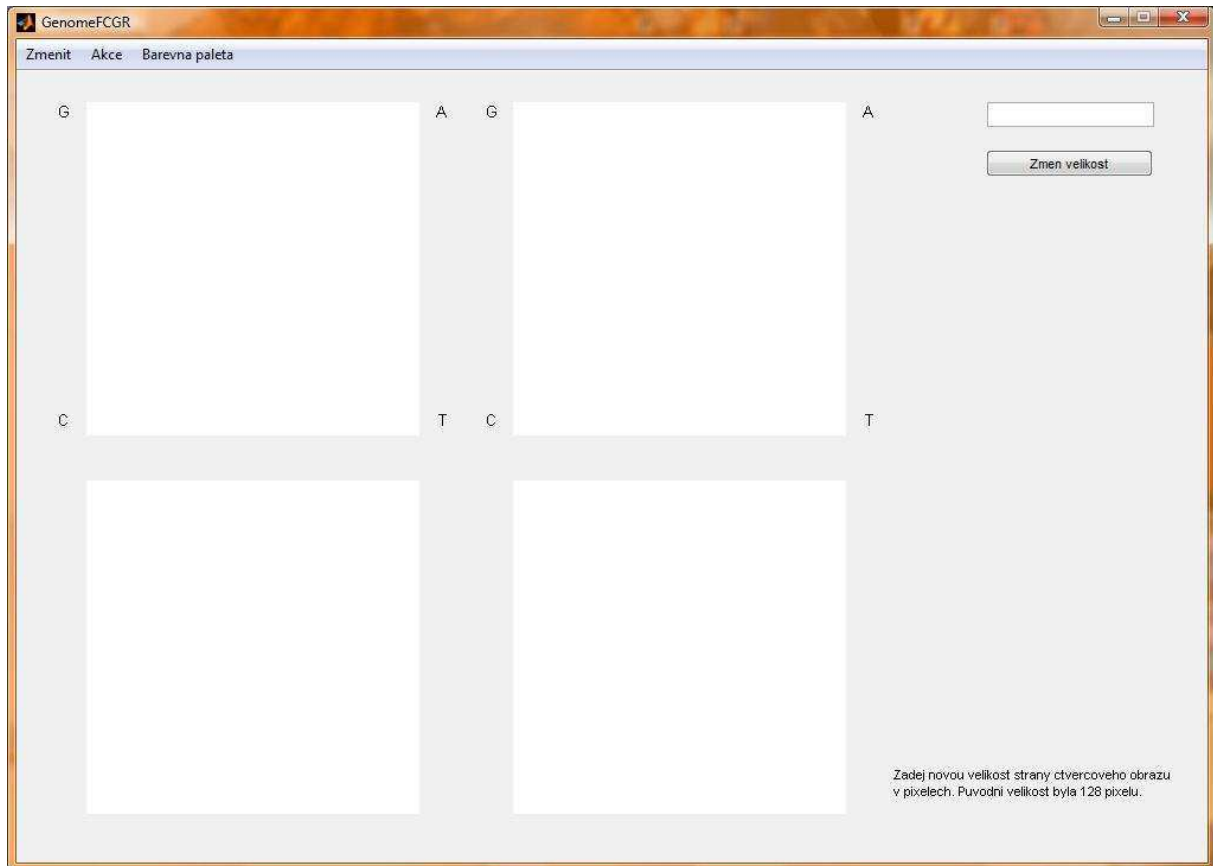 GenomeFCGR
Zmenit Akce Barevna paleta
G A G A
Zmen velikost
C T C T
Zadej novou velikost strany ctvercoveho obrazu
v pixelech. Puvodni velikost byla 128 pixelu.